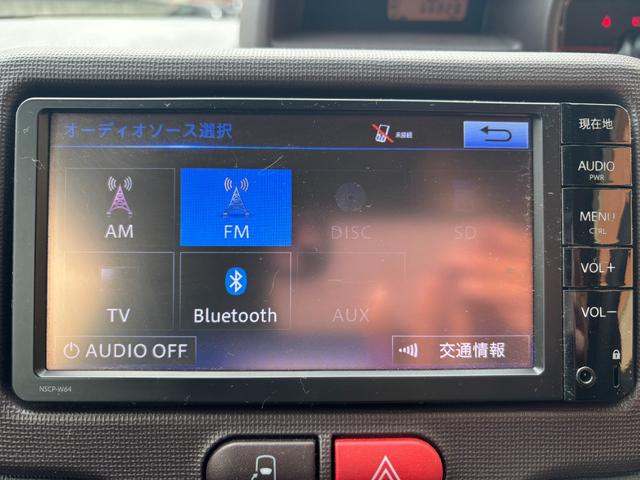 オーディオソース選択
未接続
現在地
AM
FM
DISC
SD
AUDIO
PWR
MENU
CTRL
TV
Bluetooth
AUX
VOL+
VOL−
AUDIO OFF
交通情報
NSCP-W64